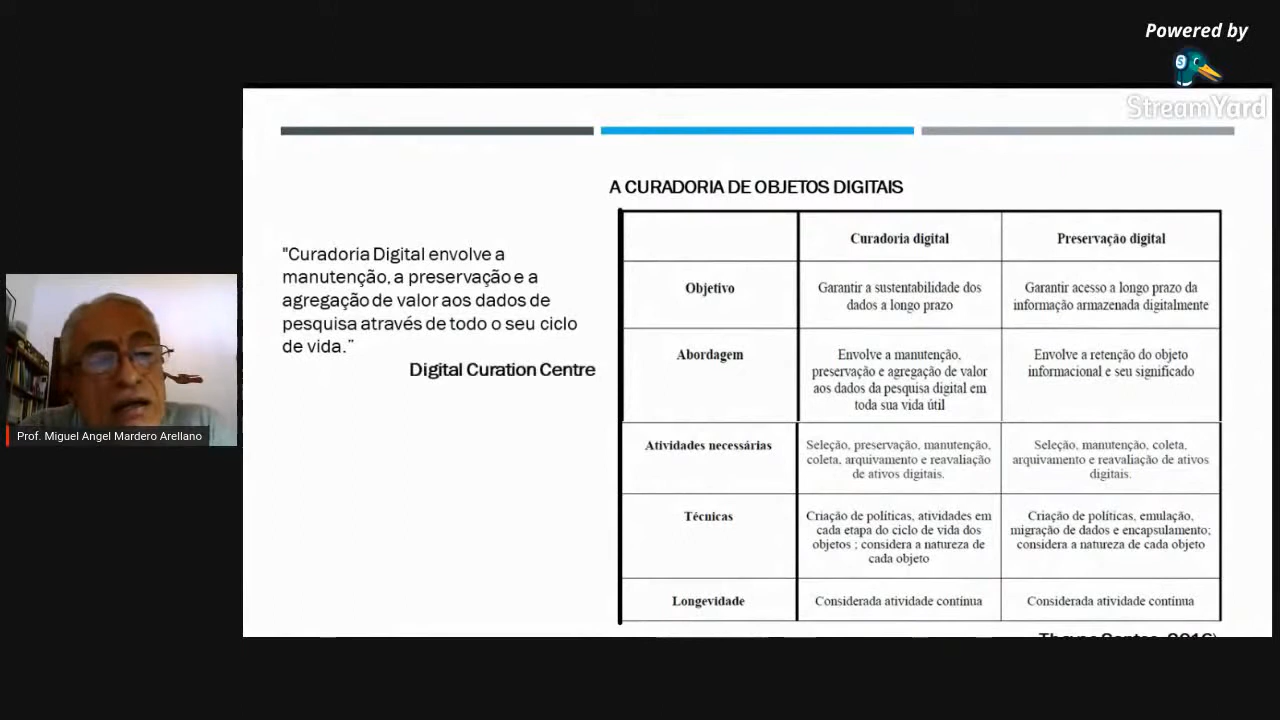 Powered by
StreamYard
A CURADORIA DE OBJETOS DIGITAIS
"Curadoria Digital envolve a
manutenção, a preservação e a
agregação de valor aos dados de
pesquisa através de todo o seu ciclo
de vida."
Digital Curation Centre
Curadoria digital
Preservação digital
Objetivo
Garantir a sustentabilidade dos
dados a longo prazo
Garantir acesso a longo prazo da
informação armazenada digitalmente
Abordagem
Envolve a manutenção,
preservação e agregação de valor
aos dados da pesquisa digital em
toda sua vida útil
Envolve a retenção do objeto
informacional e seu significado
Atividades necessárias
Seleção, preservação, manutenção,
coleta, arquivamento e reavaliação
de ativos digitais.
Seleção, manutenção, coleta,
arquivamento e reavaliação de ativos
digitais.
Técnicas
Criação de políticas, atividades em
cada etapa do ciclo de vida dos
objetos ; considera a natureza de
cada objeto
Criação de políticas, emulação,
migração de dados e encapsulamento;
considera a natureza de cada objeto
Longevidade
Considerada atividade contínua
Considerada atividade contínua
Prof. Miguel Angel Mardero Arellano